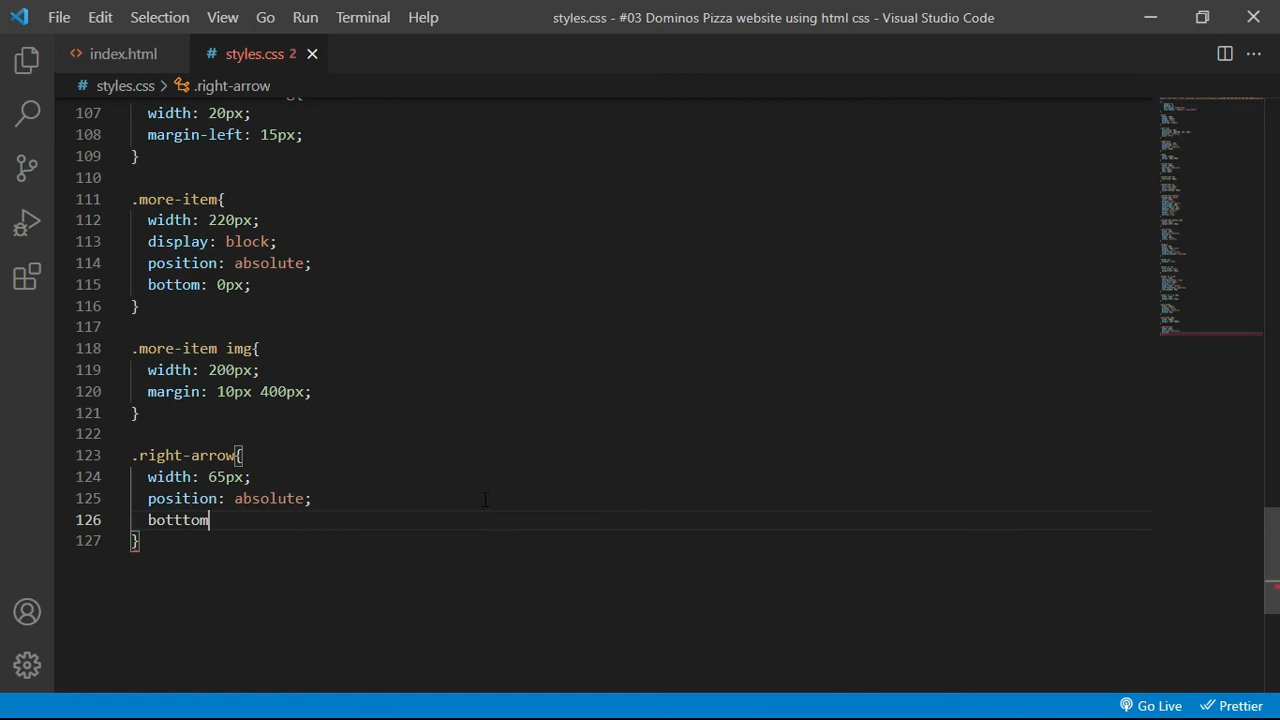 File Edit Selection View Go Run Terminal Help styles.css - #03 Dominos Pizza website using html css - Visual Studio Code
<> index.html # styles.css 2
# styles.css > .right-arrow
107 width: 20px;
108 margin-left: 15px;
109 }
110
111 .more-item{
112 width: 220px;
113 display: block;
114 position: absolute;
115 bottom: 0px;
116 }
117
118 .more-item img{
119 width: 200px;
120 margin: 10px 400px;
121 }
122
123 .right-arrow{
124 width: 65px;
125 position: absolute;
126 botttom
127 }
Go Live Prettier